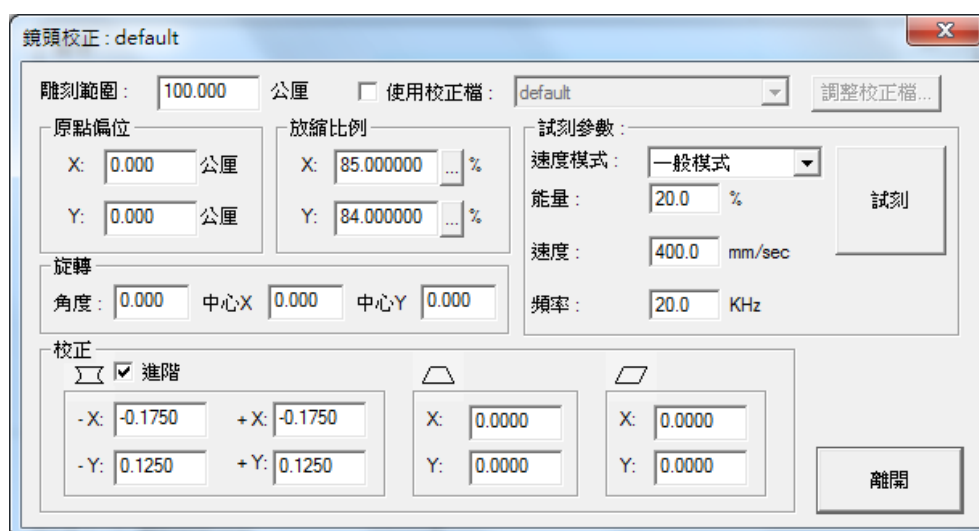 鏡頭校正 : default
雕刻範圍 : 100.000 公厘 使用校正檔 : default 調整校正檔...
原點偏位
X: 0.000 公厘
Y: 0.000 公厘
放縮比例
X: 85.000000 ... %
Y: 84.000000 ... %
試刻參數 :
速度模式 : 一般模式
能量 : 20.0 %
速度 : 400.0 mm/sec
頻率 : 20.0 KHz
試刻
旋轉
角度 : 0.000 中心X 0.000 中心Y 0.000
校正
進階
- X: -0.1750 + X: -0.1750
- Y: 0.1250 + Y: 0.1250
X: 0.0000
Y: 0.0000
X: 0.0000
Y: 0.0000
離開